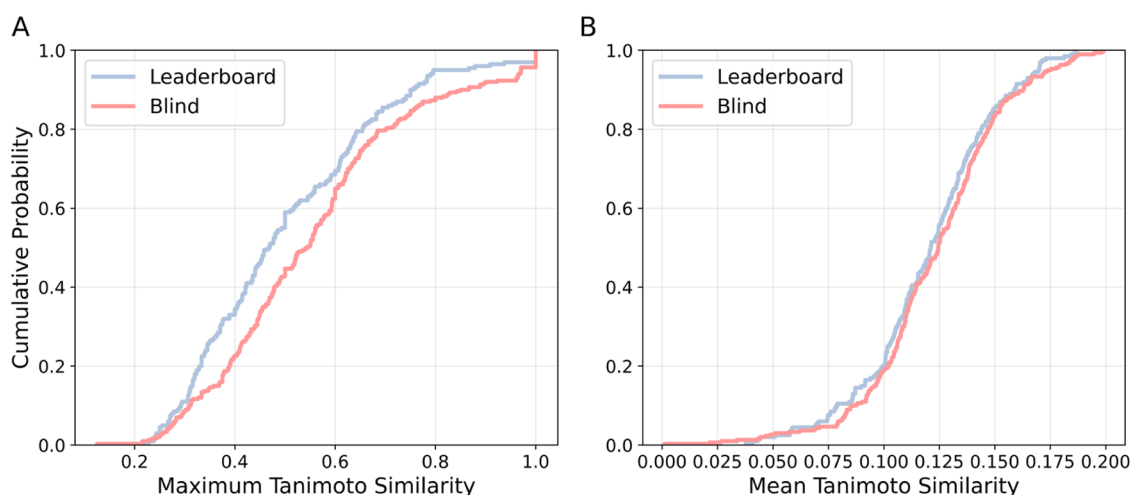 A
B
1.0
0.8
0.6
0.4
0.2
0.0
Cumulative Probability
Leaderboard
Blind
0.2
0.4
0.6
0.8
1.0
Maximum Tanimoto Similarity
1.0
0.8
0.6
0.4
0.2
0.0
Leaderboard
Blind
0.000
0.025
0.050
0.075
0.100
0.125
0.150
0.175
0.200
Mean Tanimoto Similarity